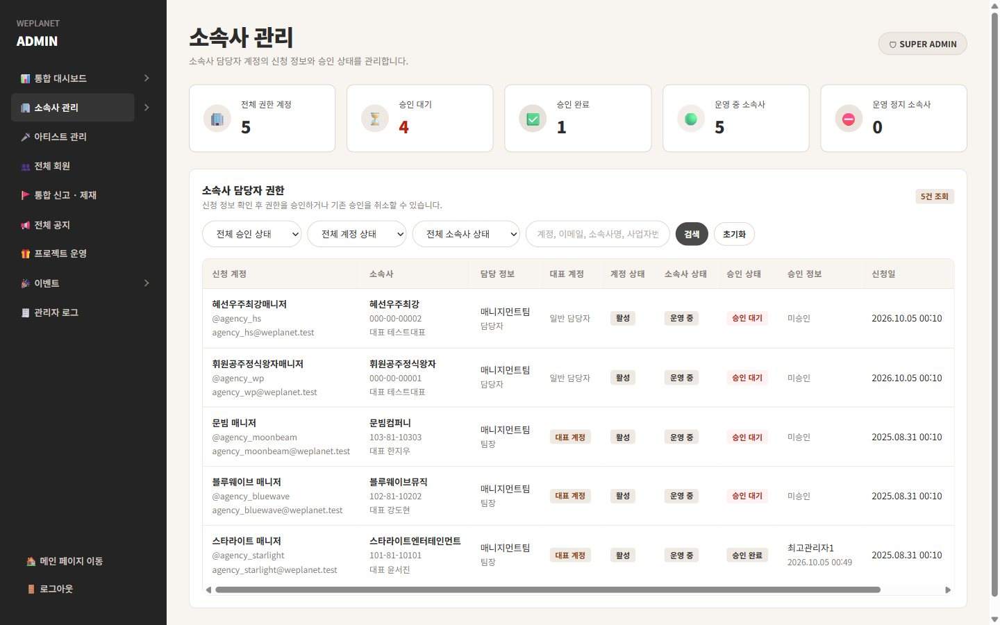 WEPLANET
ADMIN
통합 대시보드
소속사 관리
아티스트 관리
전체 회원
통합 신고 · 제재
전체 공지
프로젝트 운영
이벤트
관리자 로그
메인 페이지 이동
로그아웃
소속사 관리
소속사 담당자 계정의 신청 정보와 승인 상태를 관리합니다.
SUPER ADMIN
전체 권한 계정
5
승인 대기
4
승인 완료
1
운영 중 소속사
5
운영 정지 소속사
0
소속사 담당자 권한
신청 정보 확인 후 권한을 승인하거나 기존 승인을 취소할 수 있습니다.
5건 조회
전체 승인 상태 전체 계정 상태 전체 소속사 상태 계정, 이메일, 소속사명, 사업자번 검색 초기화
신청 계정 소속사 담당 정보 대표 계정 계정 상태 소속사 상태 승인 상태 승인 정보 신청일
혜선우주최강매니저
@agency_hs
agency_hs@weplanet.test
혜선우주최강
000-00-00002
대표 테스트대표
매니지먼트팀
담당자
일반 담당자 활성 운영 중 승인 대기 미승인 2026.10.05 00:10
휘원공주정식왕자매니저
@agency_wp
agency_wp@weplanet.test
휘원공주정식왕자
000-00-00001
대표 테스트대표
매니지먼트팀
담당자
일반 담당자 활성 운영 중 승인 대기 미승인 2026.10.05 00:10
문빔 매니저
@agency_moonbeam
agency_moonbeam@weplanet.test
문빔컴퍼니
103-81-10303
대표 한지우
매니지먼트팀
팀장
대표 계정 활성 운영 중 승인 대기 미승인 2025.08.31 00:10
블루웨이브 매니저
@agency_bluewave
agency_bluewave@weplanet.test
블루웨이브뮤직
102-81-10202
대표 강도현
매니지먼트팀
팀장
대표 계정 활성 운영 중 승인 대기 미승인 2025.08.31 00:10
스타라이트 매니저
@agency_starlight
agency_starlight@weplanet.test
스타라이트엔터테인먼트
101-81-10101
대표 윤서진
매니지먼트팀
팀장
대표 계정 활성 운영 중 승인 완료
최고관리자1
2026.10.05 00:49
2025.08.31 00:10